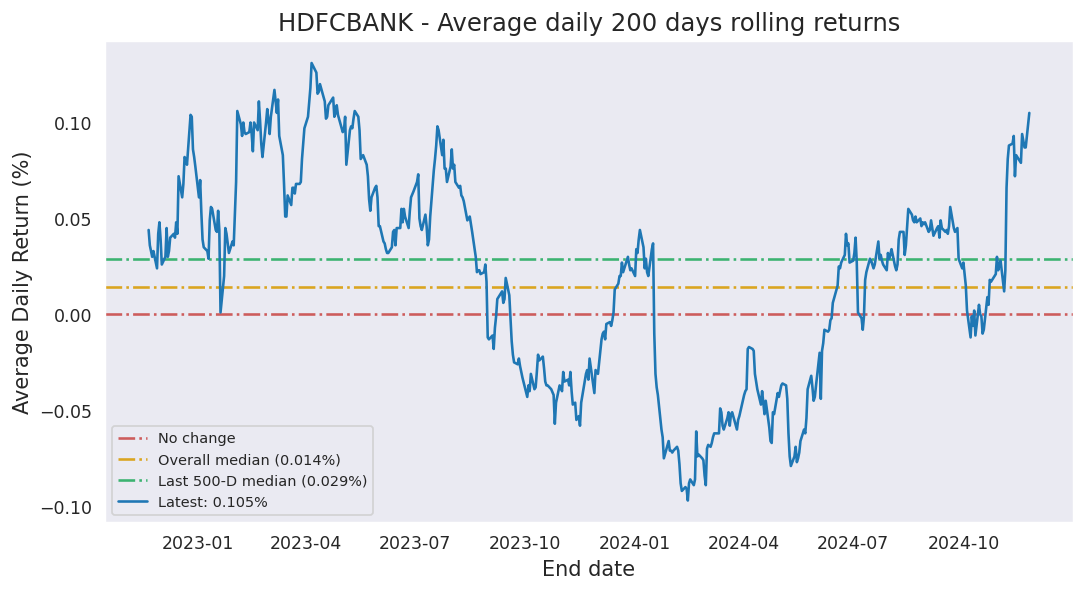 HDFCBANK - Average daily 200 days rolling returns
Average Daily Return (%)
0.10
0.05
0.00
−0.05
−0.10
No change
Overall median (0.014%)
Last 500-D median (0.029%)
Latest: 0.105%
2023-01
2023-04
2023-07
2023-10
2024-01
2024-04
2024-07
2024-10
End date